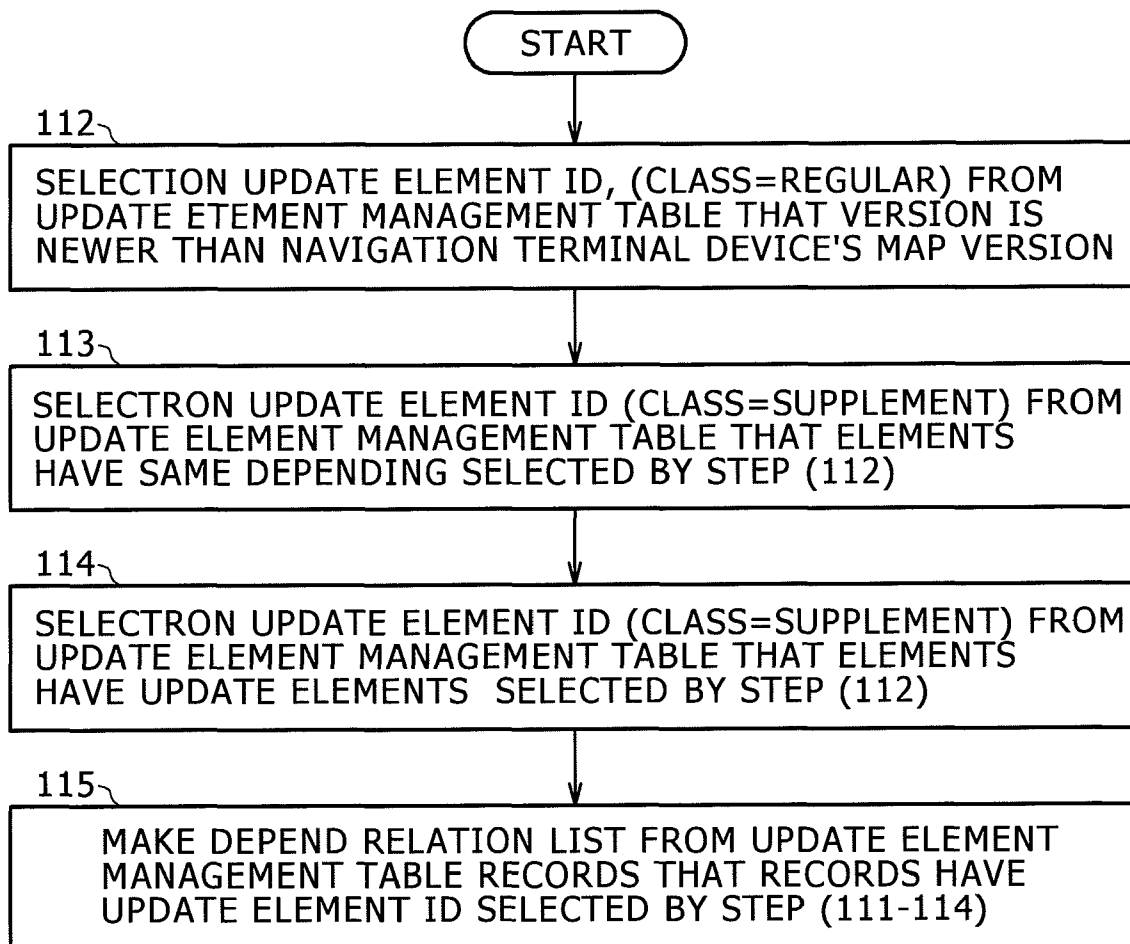 START
112
SELECTION UPDATE ELEMENT ID, (CLASS=REGULAR) FROM
UPDATE ETEMENT MANAGEMENT TABLE THAT VERSION IS
NEWER THAN NAVIGATION TERMINAL DEVICE'S MAP VERSION
113
SELECTRON UPDATE ELEMENT ID (CLASS=SUPPLEMENT) FROM
UPDATE ELEMENT MANAGEMENT TABLE THAT ELEMENTS
HAVE SAME DEPENDING SELECTED BY STEP (112)
114
SELECTRON UPDATE ELEMENT ID (CLASS=SUPPLEMENT) FROM
UPDATE ELEMENT MANAGEMENT TABLE THAT ELEMENTS
HAVE UPDATE ELEMENTS SELECTED BY STEP (112)
115
MAKE DEPEND RELATION LIST FROM UPDATE ELEMENT
MANAGEMENT TABLE RECORDS THAT RECORDS HAVE
UPDATE ELEMENT ID SELECTED BY STEP (111-114)